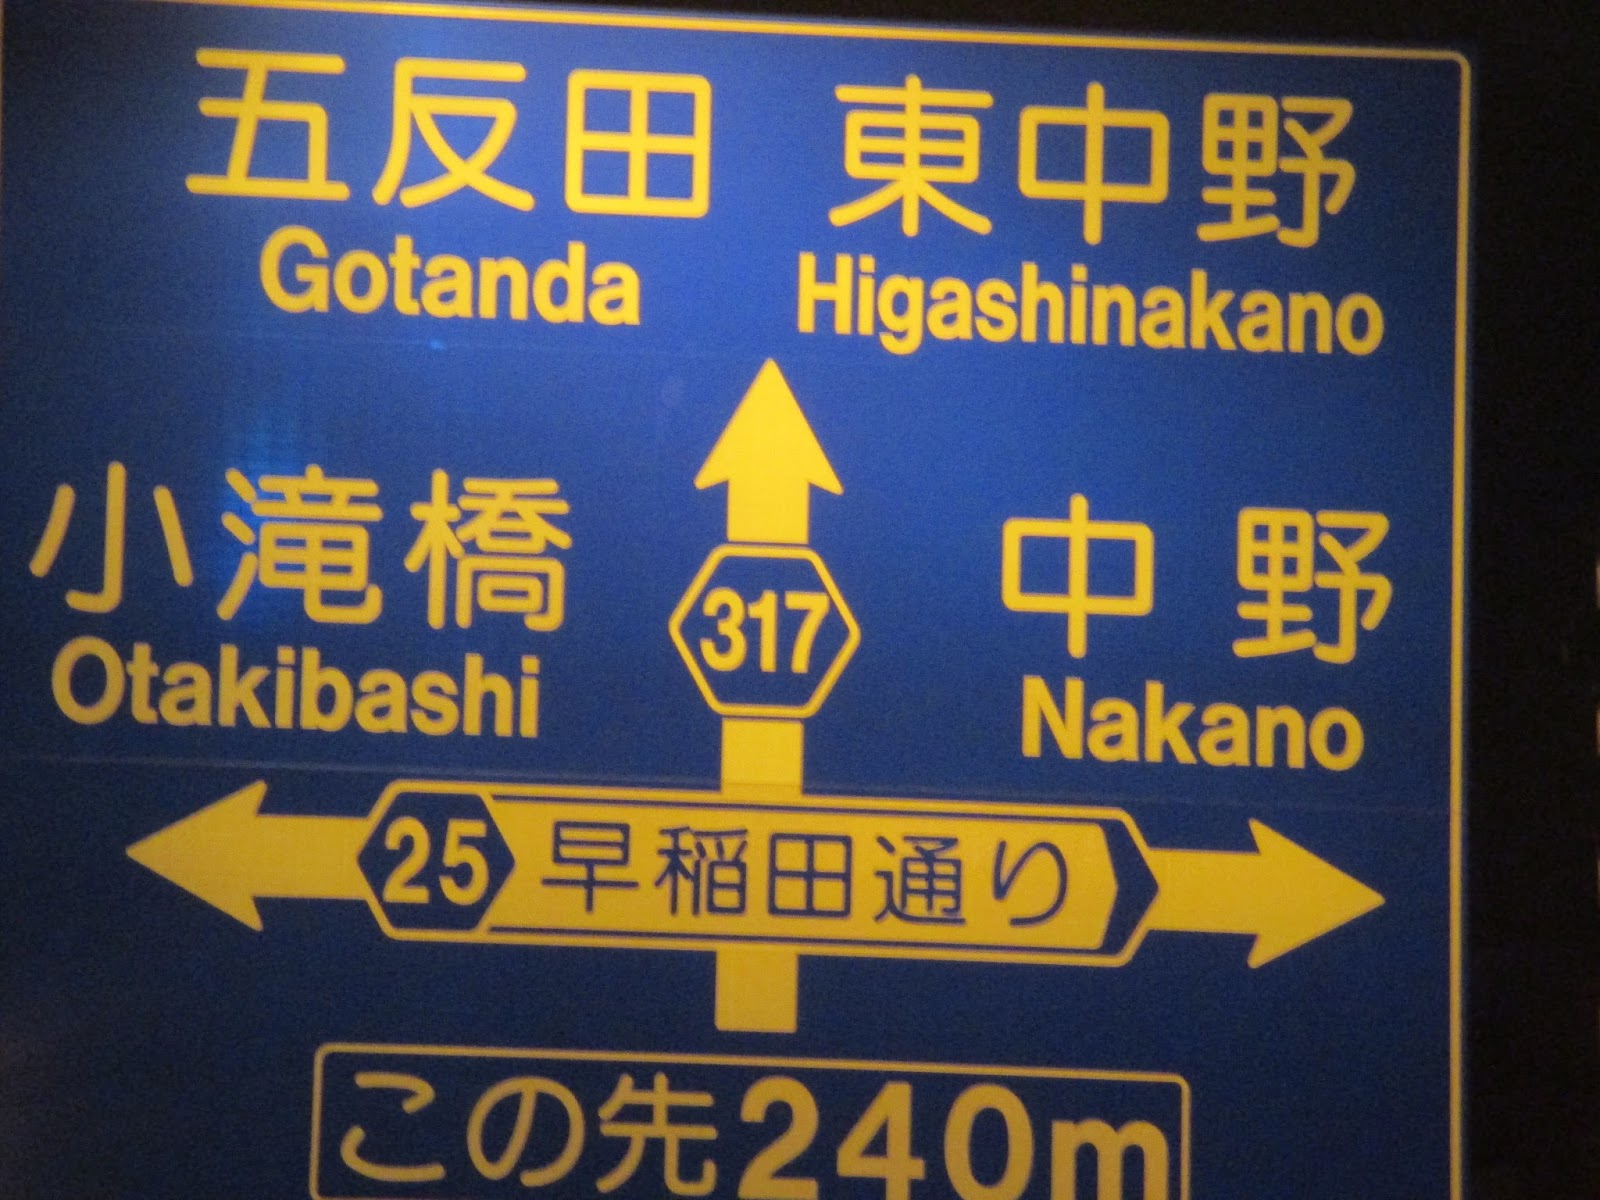 五反田 東中野
Gotanda Higashinakano
小滝橋 中野
Otakibashi Nakano
317
25 早稲田通り
この先240m